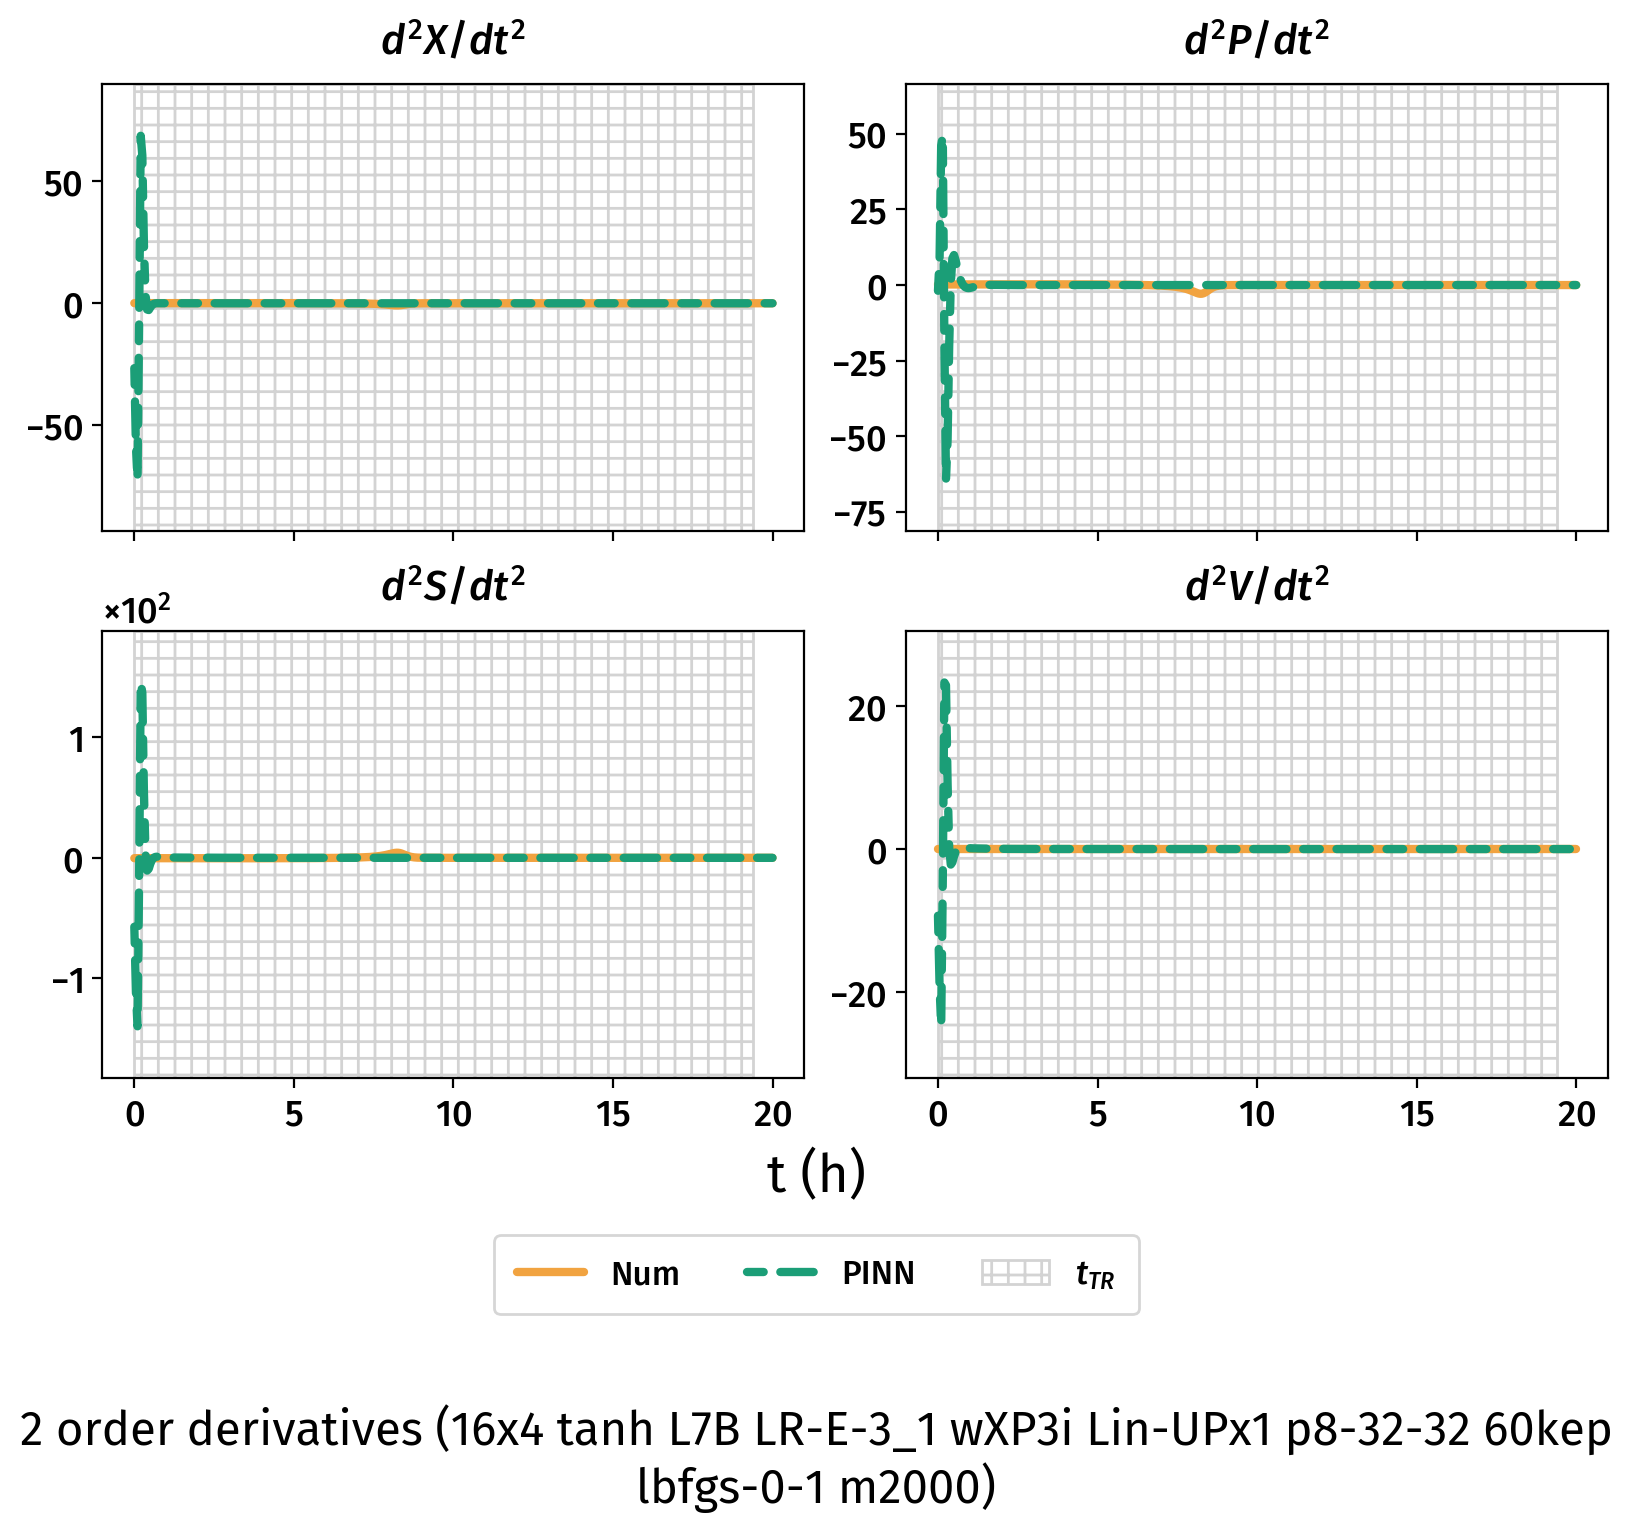 d²X/dt²
d²P/dt²
50
0
−50
50
25
0
−25
−50
−75
d²S/dt²
d²V/dt²
×10²
1
0
−1
20
0
−20
0 5 10 15 20
0 5 10 15 20
t (h)
Num PINN t_TR
2 order derivatives (16x4 tanh L7B LR-E-3_1 wXP3i Lin-UPx1 p8-32-32 60kep
lbfgs-0-1 m2000)